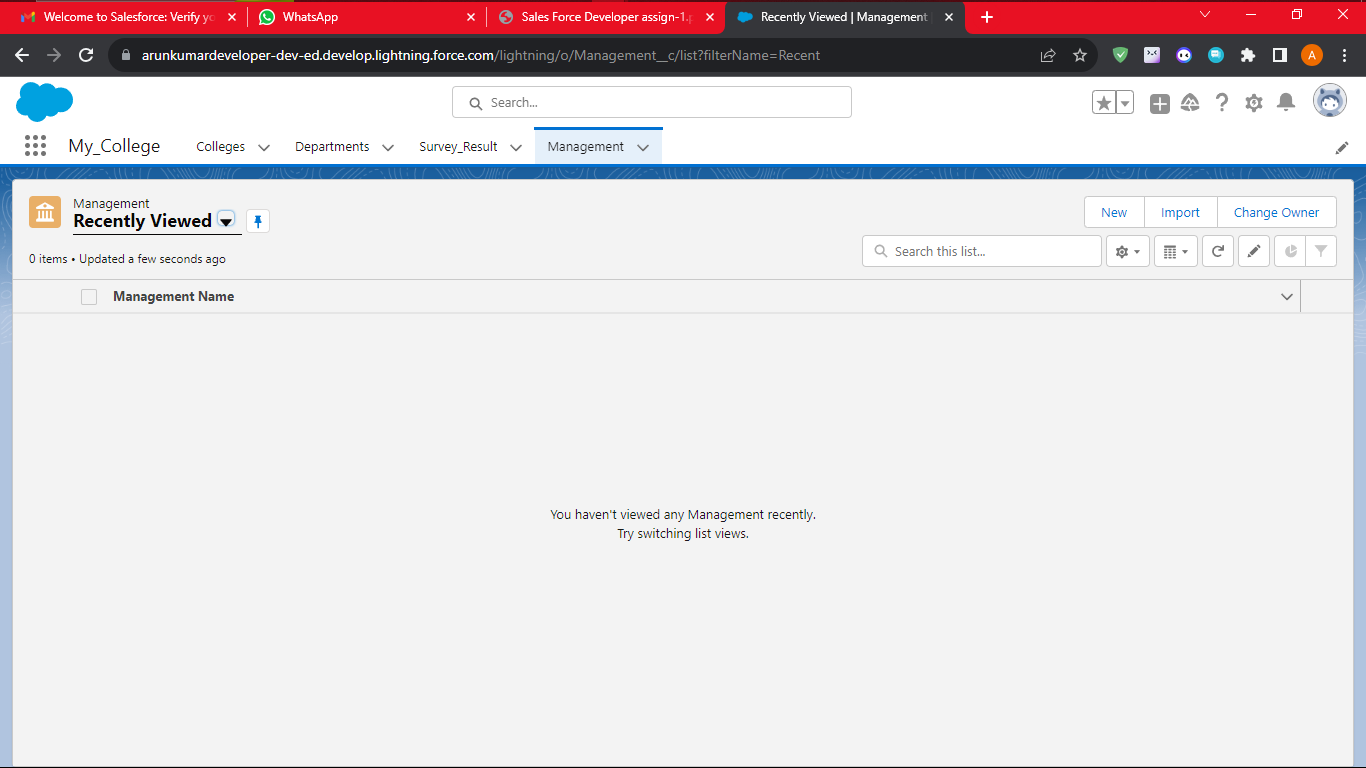 Welcome to Salesforce: Verify yo
WhatsApp
Sales Force Developer assign-1.p
Recently Viewed | Management
arunkumardeveloper-dev-ed.develop.lightning.force.com/lightning/o/Management__c/list?filterName=Recent
A
Search...
My_College
Colleges
Departments
Survey_Result
Management
Management
Recently Viewed
New
Import
Change Owner
0 items • Updated a few seconds ago
Search this list...
Management Name
You haven't viewed any Management recently.
Try switching list views.